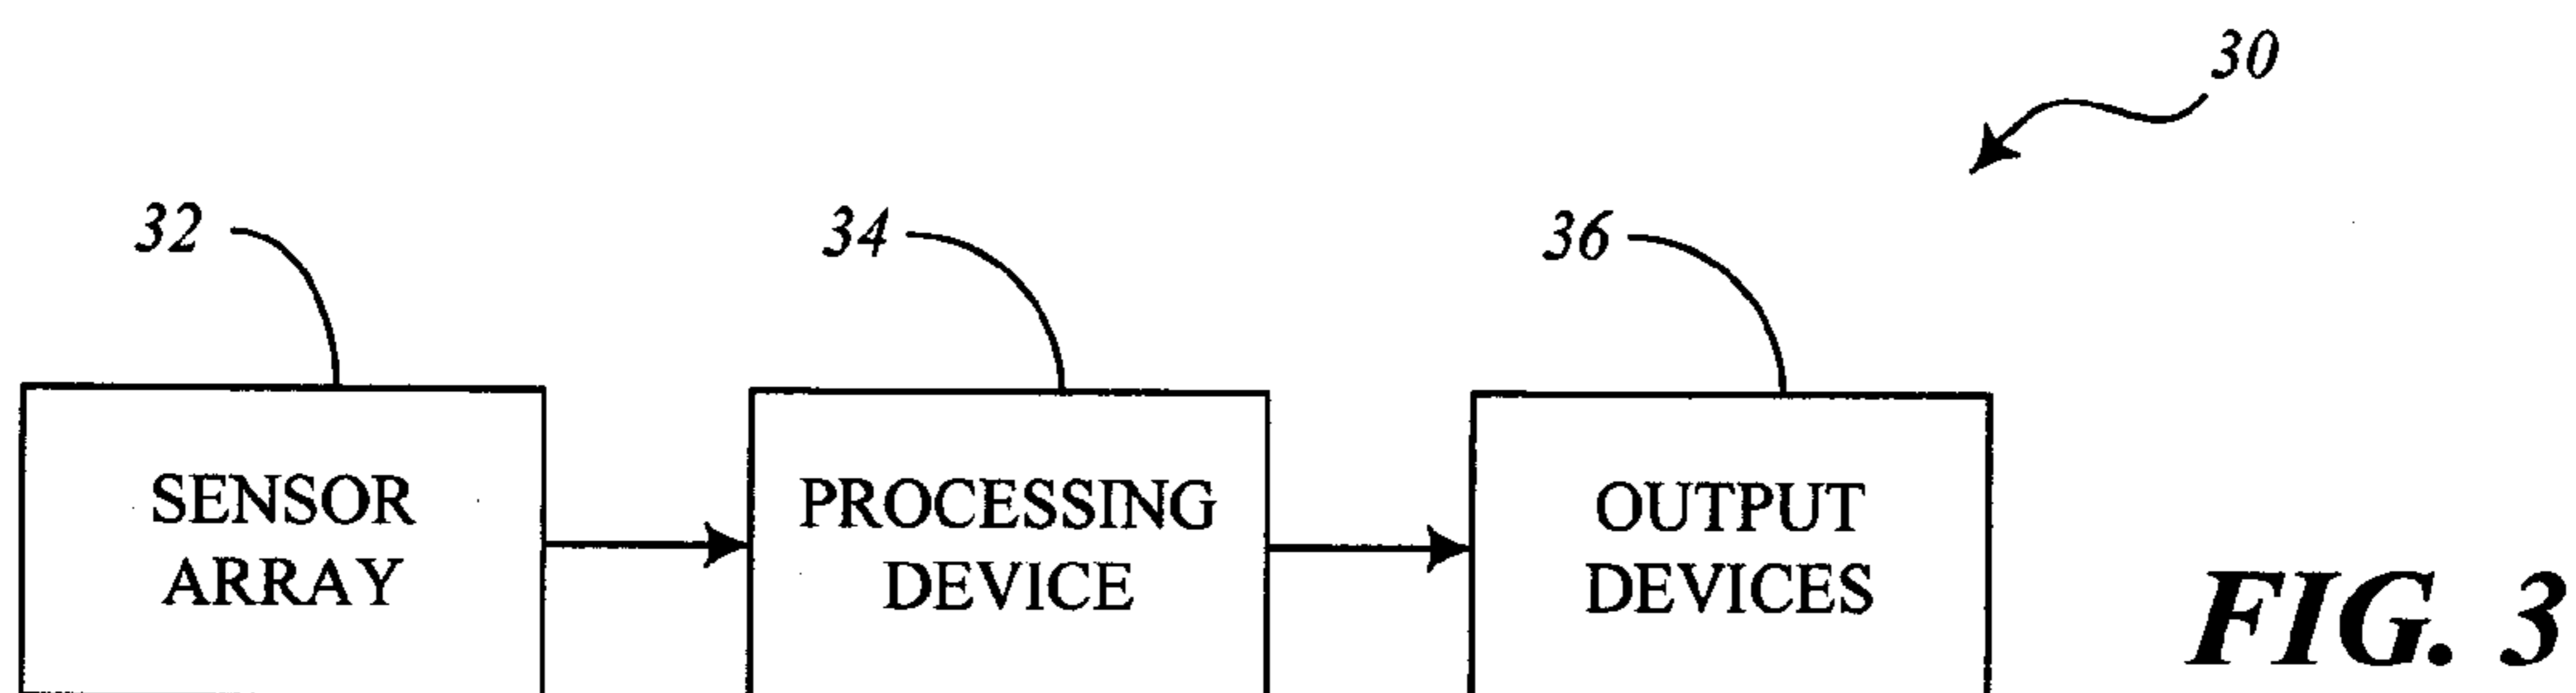 30
32
34
36
SENSOR
ARRAY
PROCESSING
DEVICE
OUTPUT
DEVICES
FIG. 3